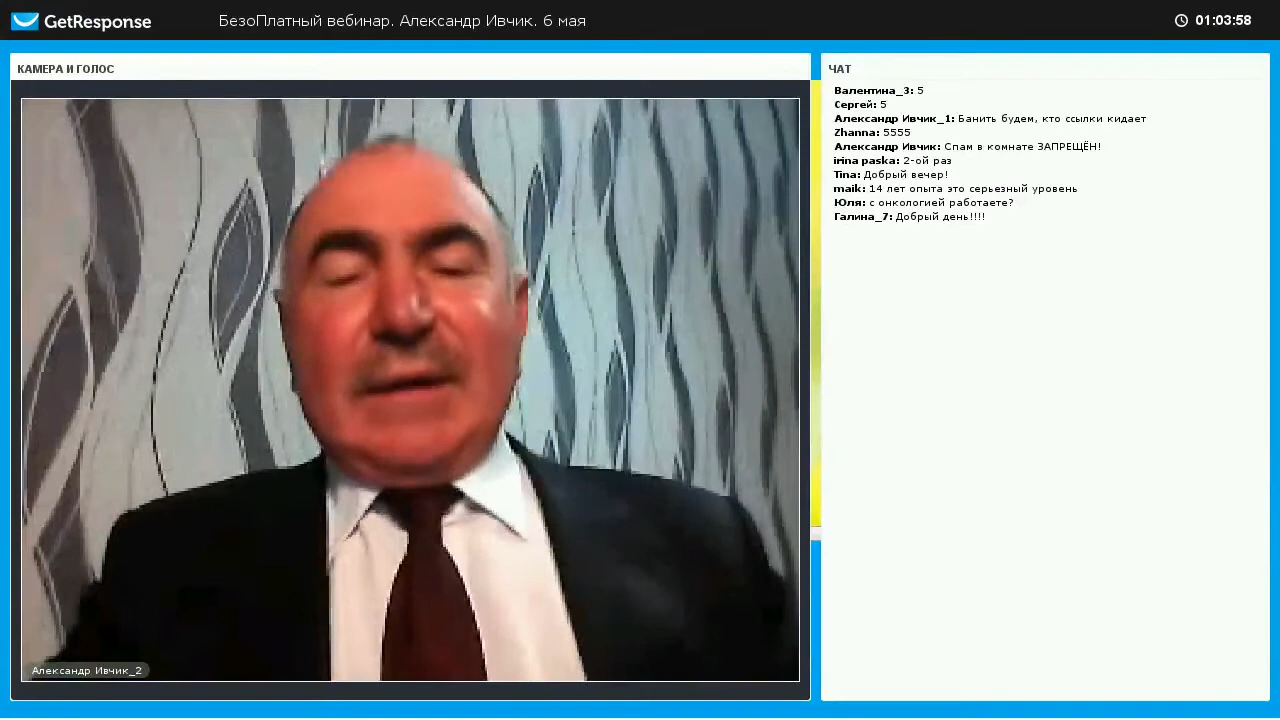 GetResponse
БезоПлатный вебинар. Александр Ивчик. 6 мая
01:03:58
КАМЕРА И ГОЛОС
Александр Ивчик_2
ЧАТ
Валентина_3: 5
Сергей: 5
Александр Ивчик_1: Банить будем, кто ссылки кидает
Zhanna: 5555
Александр Ивчик: Спам в комнате ЗАПРЕЩЁН!
irina paska: 2-ой раз
Tina: Добрый вечер!
maik: 14 лет опыта это серьезный уровень
Юля: с онкологией работаете?
Галина_7: Добрый день!!!!